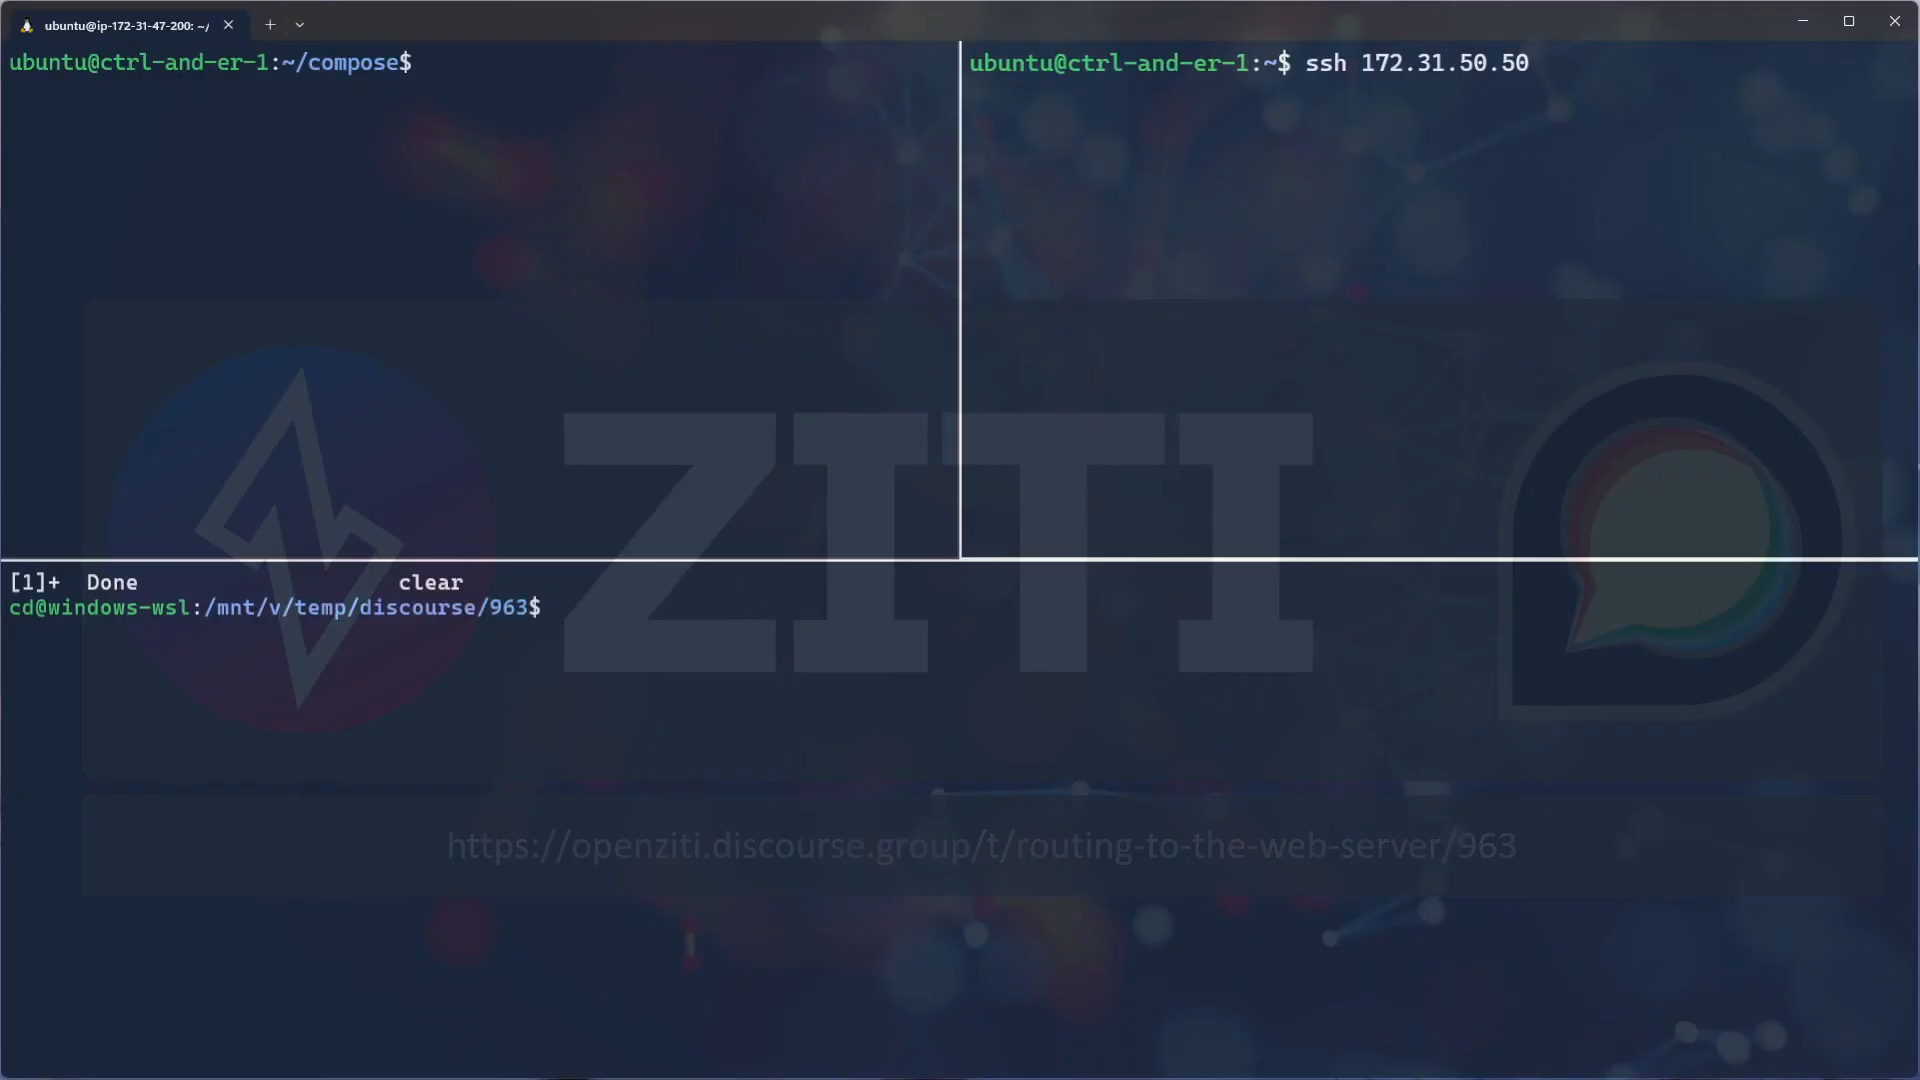 ubuntu@ip-172-31-47-200: ~/
ubuntu@ctrl-and-er-1:~/compose$
ubuntu@ctrl-and-er-1:~$ ssh 172.31.50.50
[1]+  Done                    clear
cd@windows-wsl:/mnt/v/temp/discourse/963$
ZITI
https://openziti.discourse.group/t/routing-to-the-web-server/963